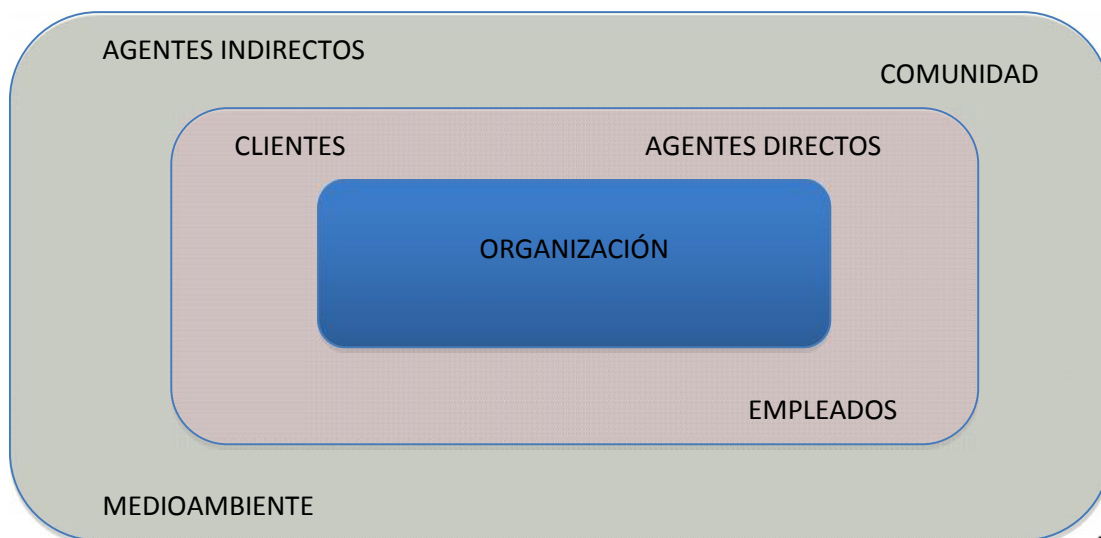 AGENTES INDIRECTOS
COMUNIDAD
CLIENTES
AGENTES DIRECTOS
ORGANIZACIÓN
EMPLEADOS
MEDIOAMBIENTE